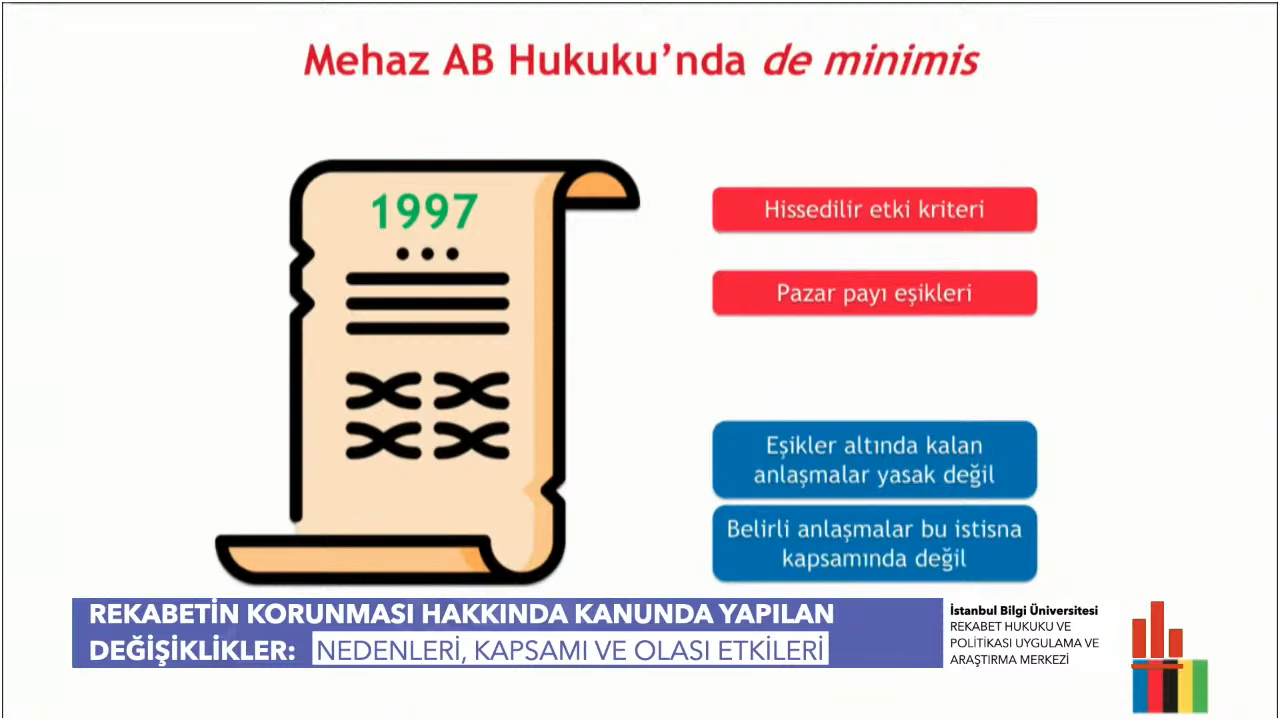 Mehaz AB Hukuku’nda de minimis
1997
Hissedilir etki kriteri
Pazar payı eşikleri
Eşikler altında kalan
anlaşmalar yasak değil
Belirli anlaşmalar bu istisna
kapsamında değil
REKABETİN KORUNMASI HAKKINDA KANUNDA YAPILAN
DEĞİŞİKLİKLER: NEDENLERİ, KAPSAMI VE OLASI ETKİLERİ
İstanbul Bilgi Üniversitesi
REKABET HUKUKU VE
POLİTİKASI UYGULAMA VE
ARAŞTIRMA MERKEZİ